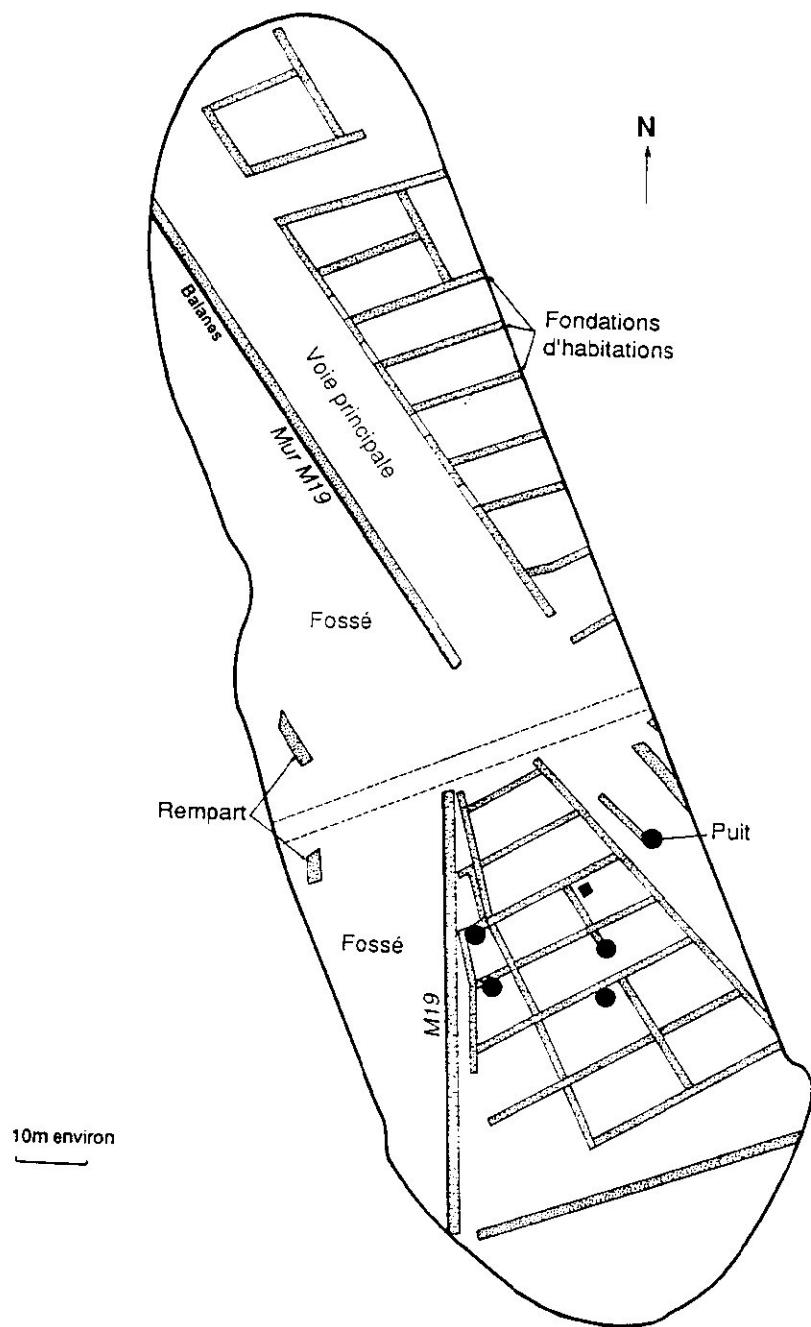 N
Balanes
Fondations
d'habitations
Voie principale
Mur M19
Fossé
Rempart
Puit
Fossé
M19
10m environ